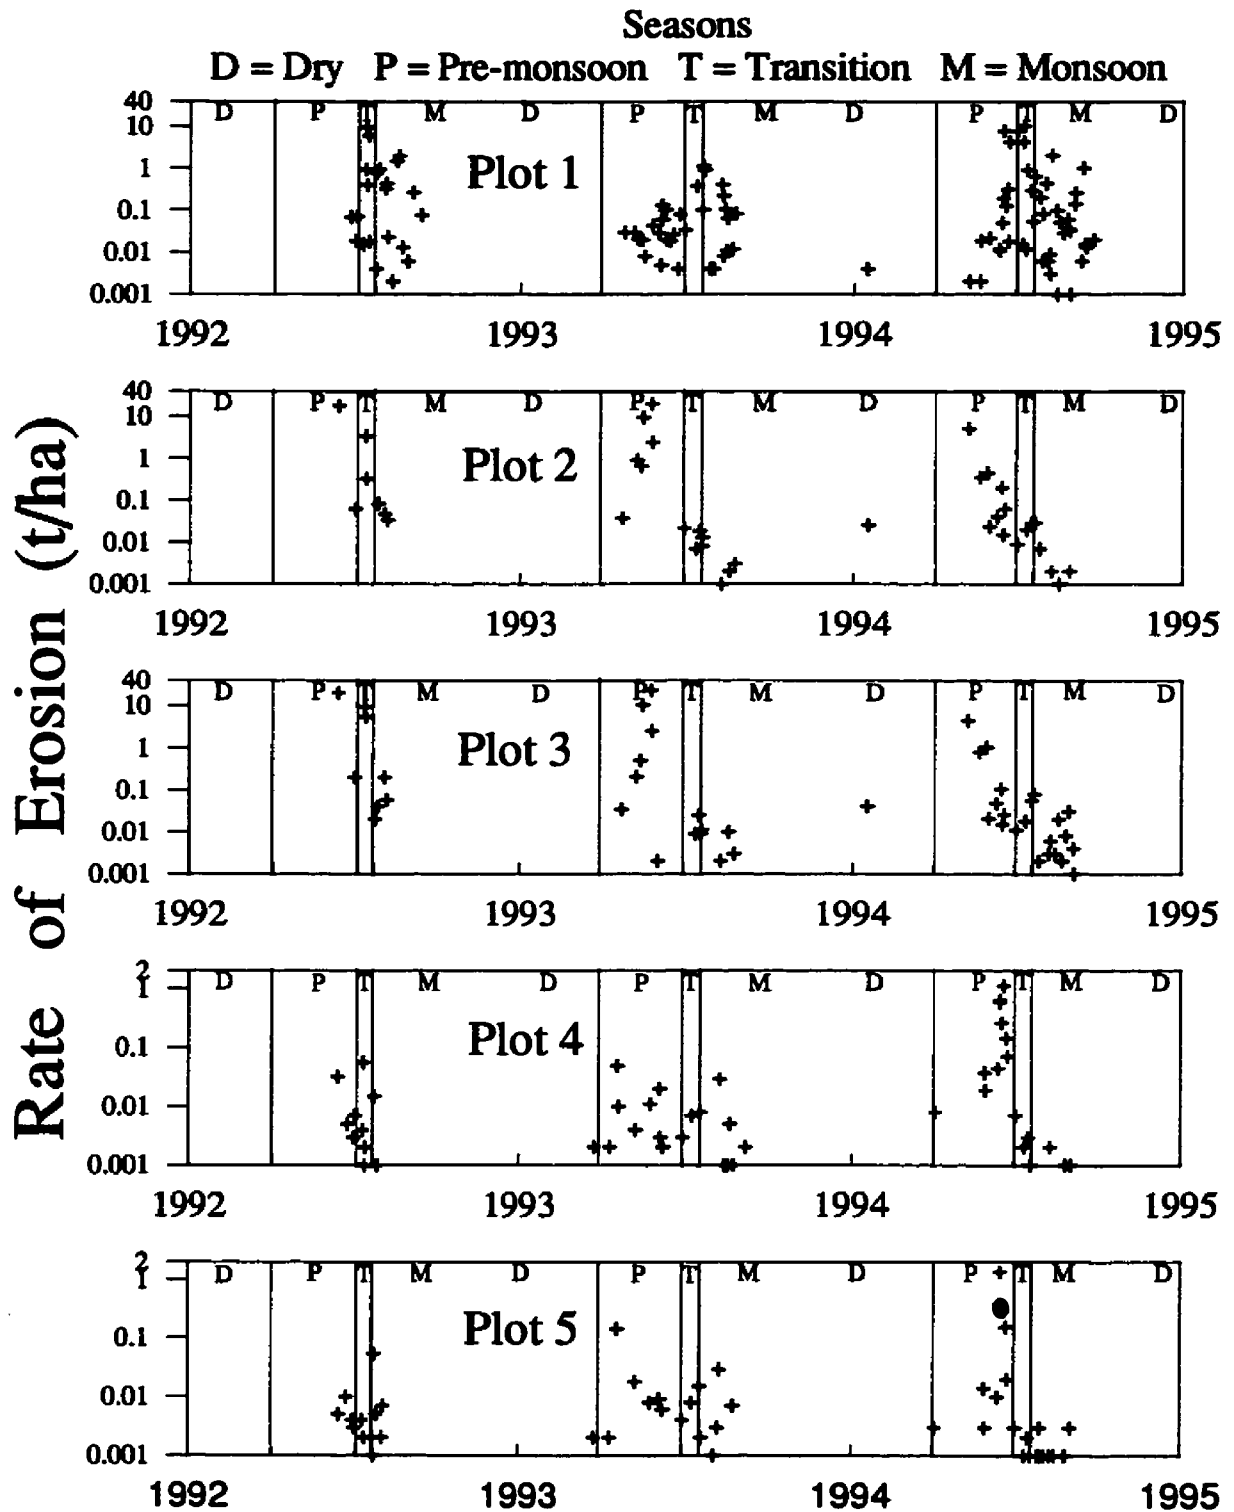 Seasons
D = Dry P = Pre-monsoon T = Transition M = Monsoon
Rate of Erosion (t/ha)
40 D P T M D P T M D P T M D
10
1 Plot 1
0.1
0.01
0.001
1992 1993 1994 1995
40 D P T M D P T M D P T M D
10
1 Plot 2
0.1
0.01
0.001
1992 1993 1994 1995
40 D P T M D P T M D P T M D
10
1 Plot 3
0.1
0.01
0.001
1992 1993 1994 1995
2 D P T M D P T M D P T M D
1
0.1 Plot 4
0.01
0.001
1992 1993 1994 1995
2 D P T M D P T M D P T M D
1
0.1 Plot 5
0.01
0.001
1992 1993 1994 1995